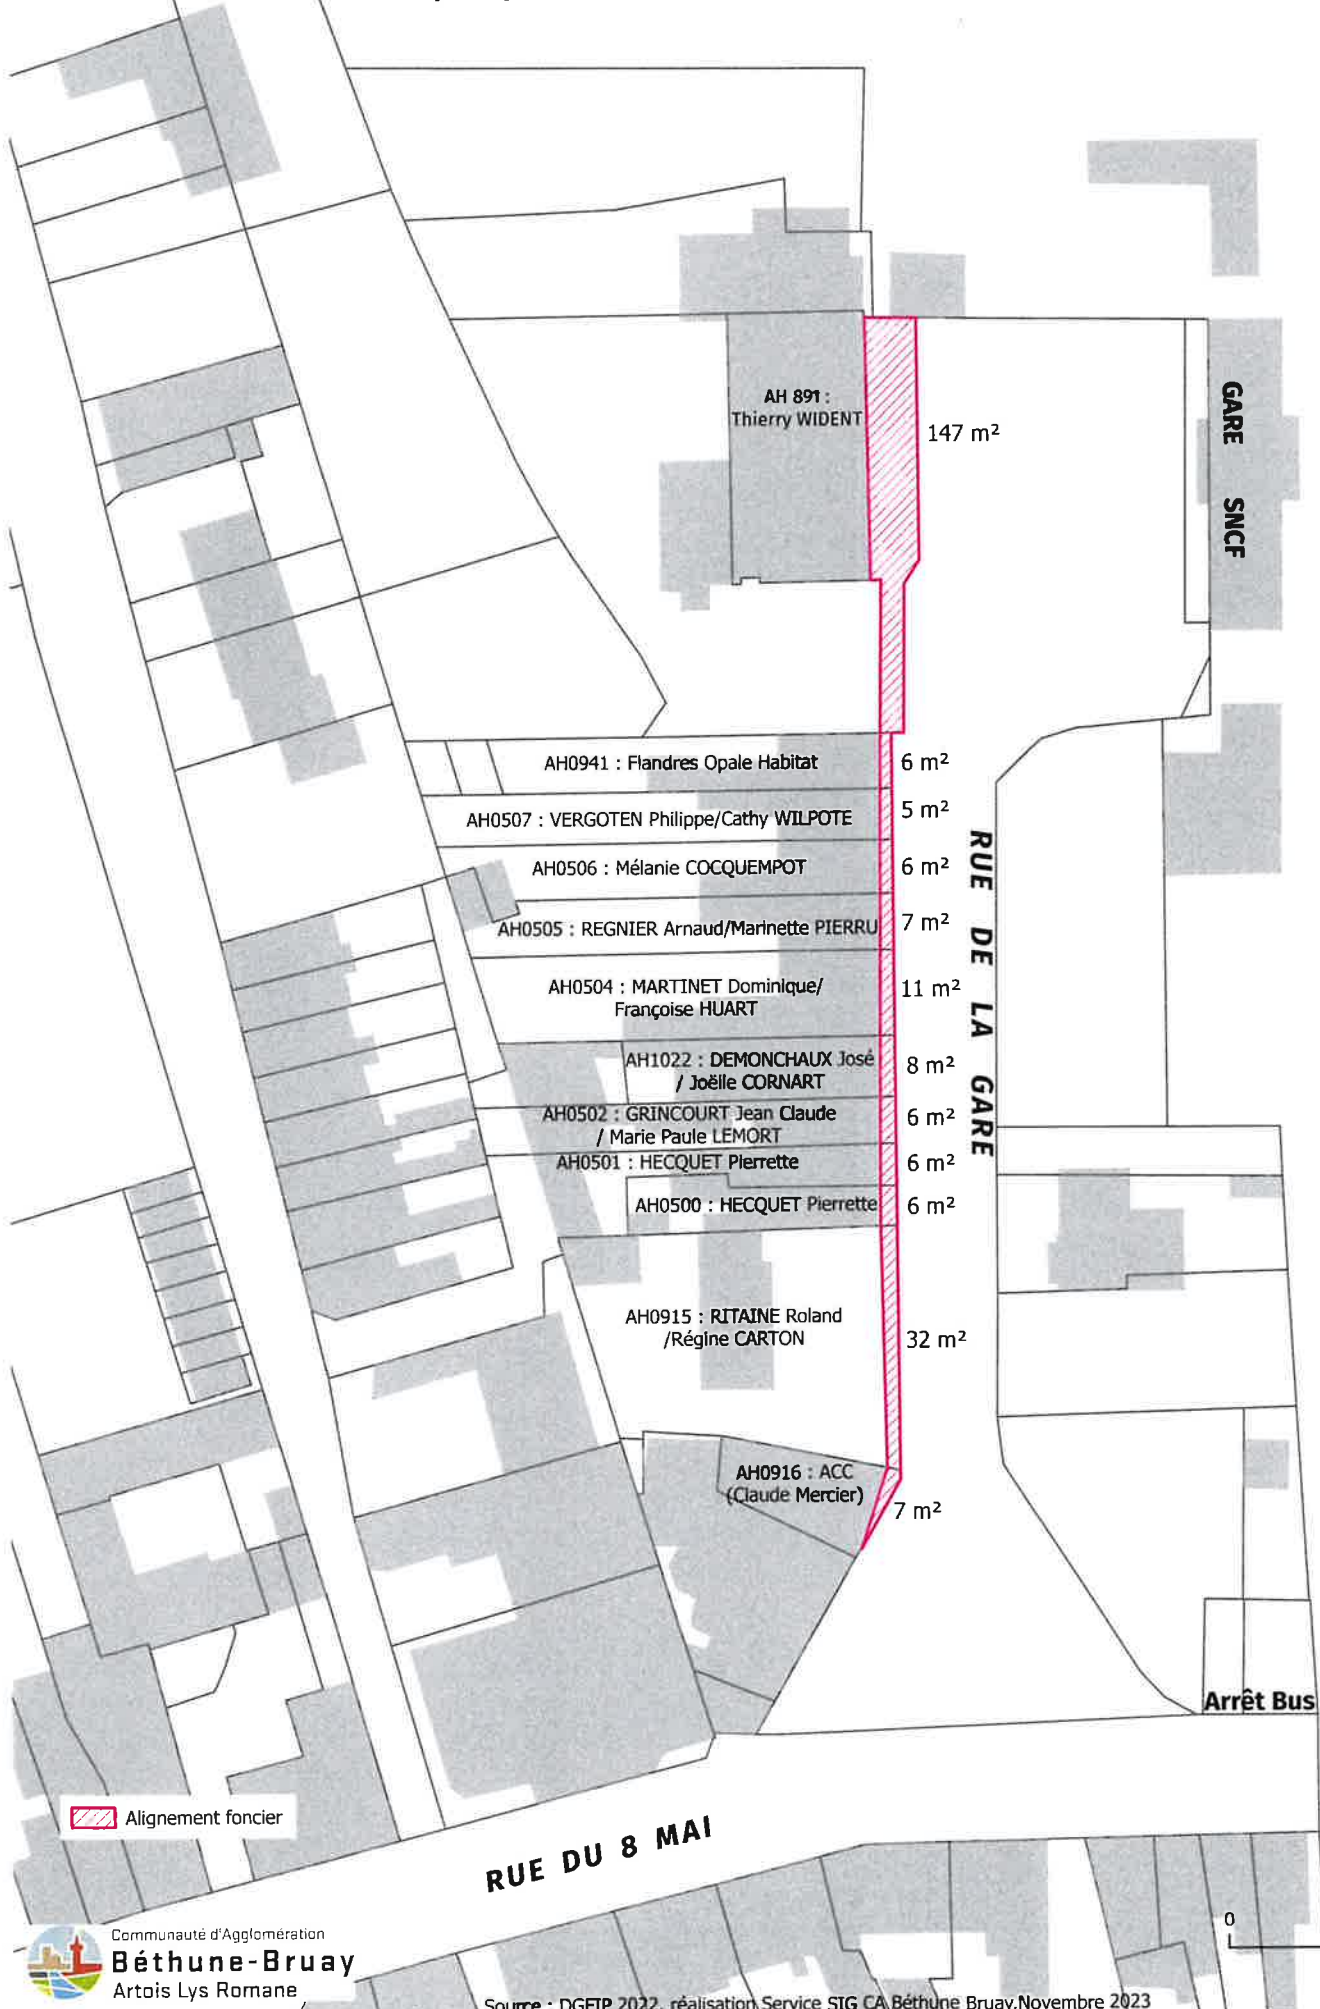 AH 891 :
Thierry WIDENT
147 m²
GARE SNCF
AH0941 : Flandres Opale Habitat
6 m²
AH0507 : VERGOTEN Philippe/Cathy WILPOTE
5 m²
AH0506 : Mélanie COCQUEMPOT
6 m²
AH0505 : REGNIER Arnaud/Marinette PIERRU
7 m²
AH0504 : MARTINET Dominique/
Françoise HUART
11 m²
RUE DE LA GARE
AH1022 : DEMONCHAUX José
/ Joëlle CORNART
8 m²
AH0502 : GRINCOURT Jean Claude
/ Marie Paule LEMORT
6 m²
AH0501 : HECQUET Pierrette
6 m²
AH0500 : HECQUET Pierrette
6 m²
AH0915 : RITAINE Roland
/Régine CARTON
32 m²
AH0916 : ACC
(Claude Mercier)
7 m²
Arrêt Bus
Alignement foncier
RUE DU 8 MAI
Communauté d'Agglomération
Béthune-Bruay
Artois Lys Romane
0
Source : DGFIP 2022, réalisation Service SIG CA Béthune Bruay,Novembre 2023